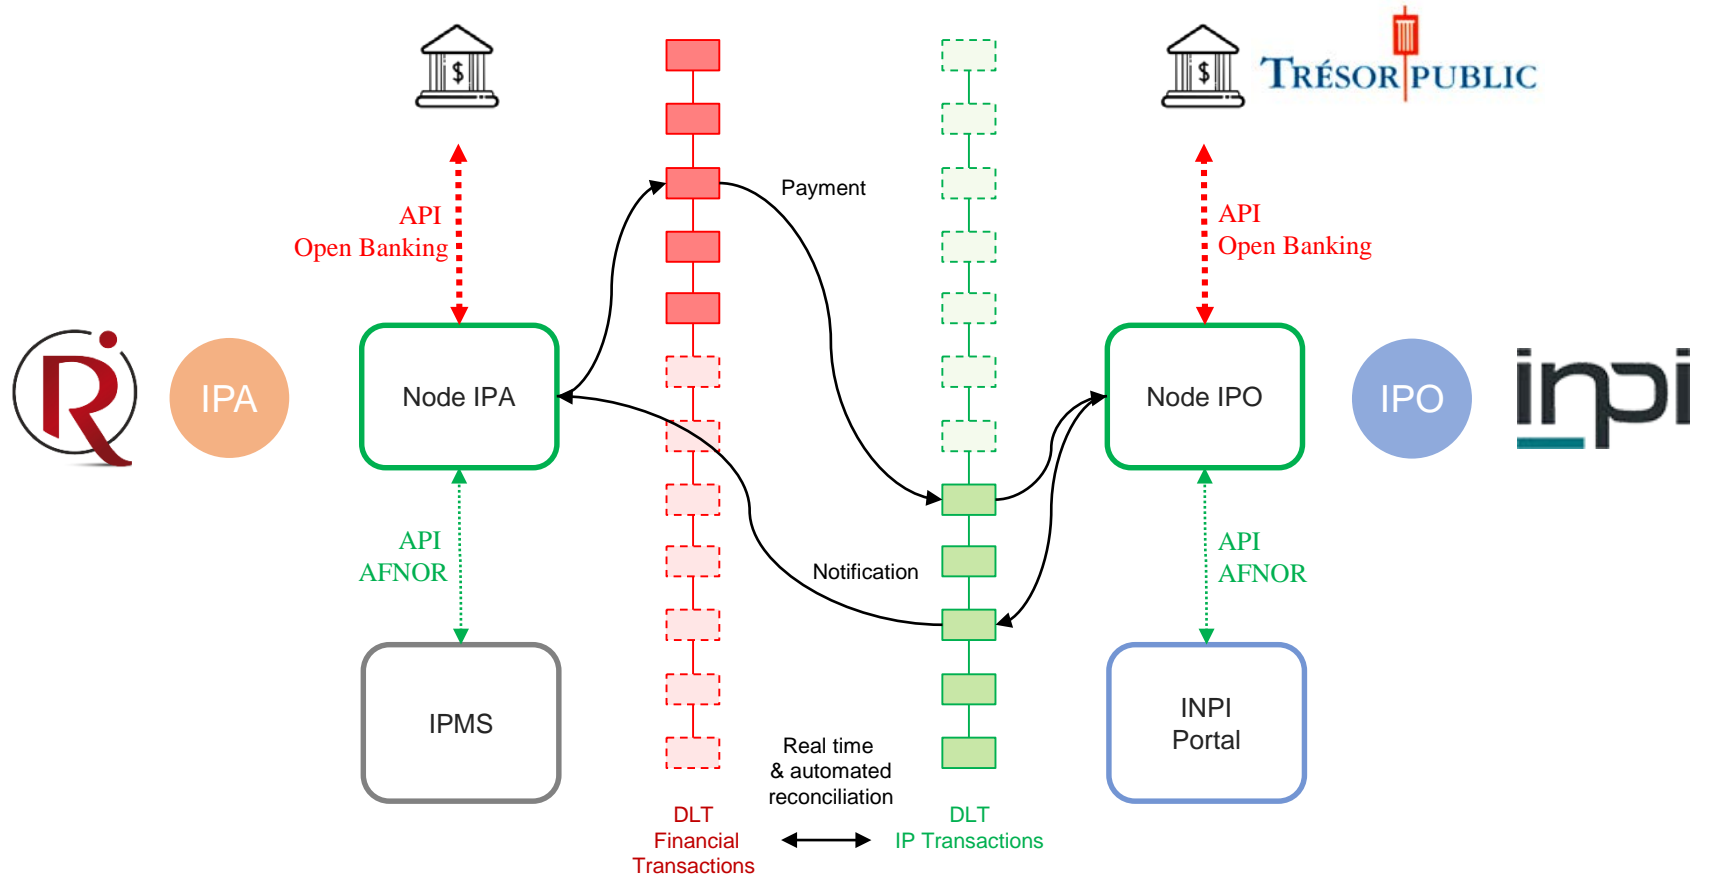 $
$
TRÉSOR PUBLIC
Payment
API
Open Banking
API
Open Banking
R
IPA
Node IPA
Node IPO
IPO
inpi
API
AFNOR
Notification
API
AFNOR
IPMS
INPI
Portal
Real time
& automated
reconciliation
DLT
Financial
Transactions
DLT
IP Transactions